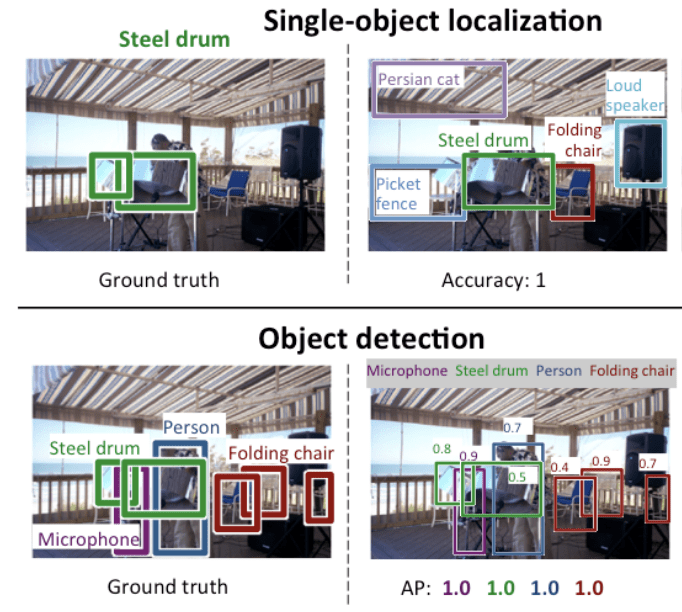 Single-object localization
Steel drum
Persian cat
Loud
speaker
Steel drum
Folding
chair
Picket
fence
Ground truth
Accuracy: 1
Object detection
Microphone Steel drum Person Folding chair
Person
Steel drum
Folding chair
Microphone
0.7
0.8
0.9
0.5
0.4
0.9
0.7
Ground truth
AP: 1.0 1.0 1.0 1.0